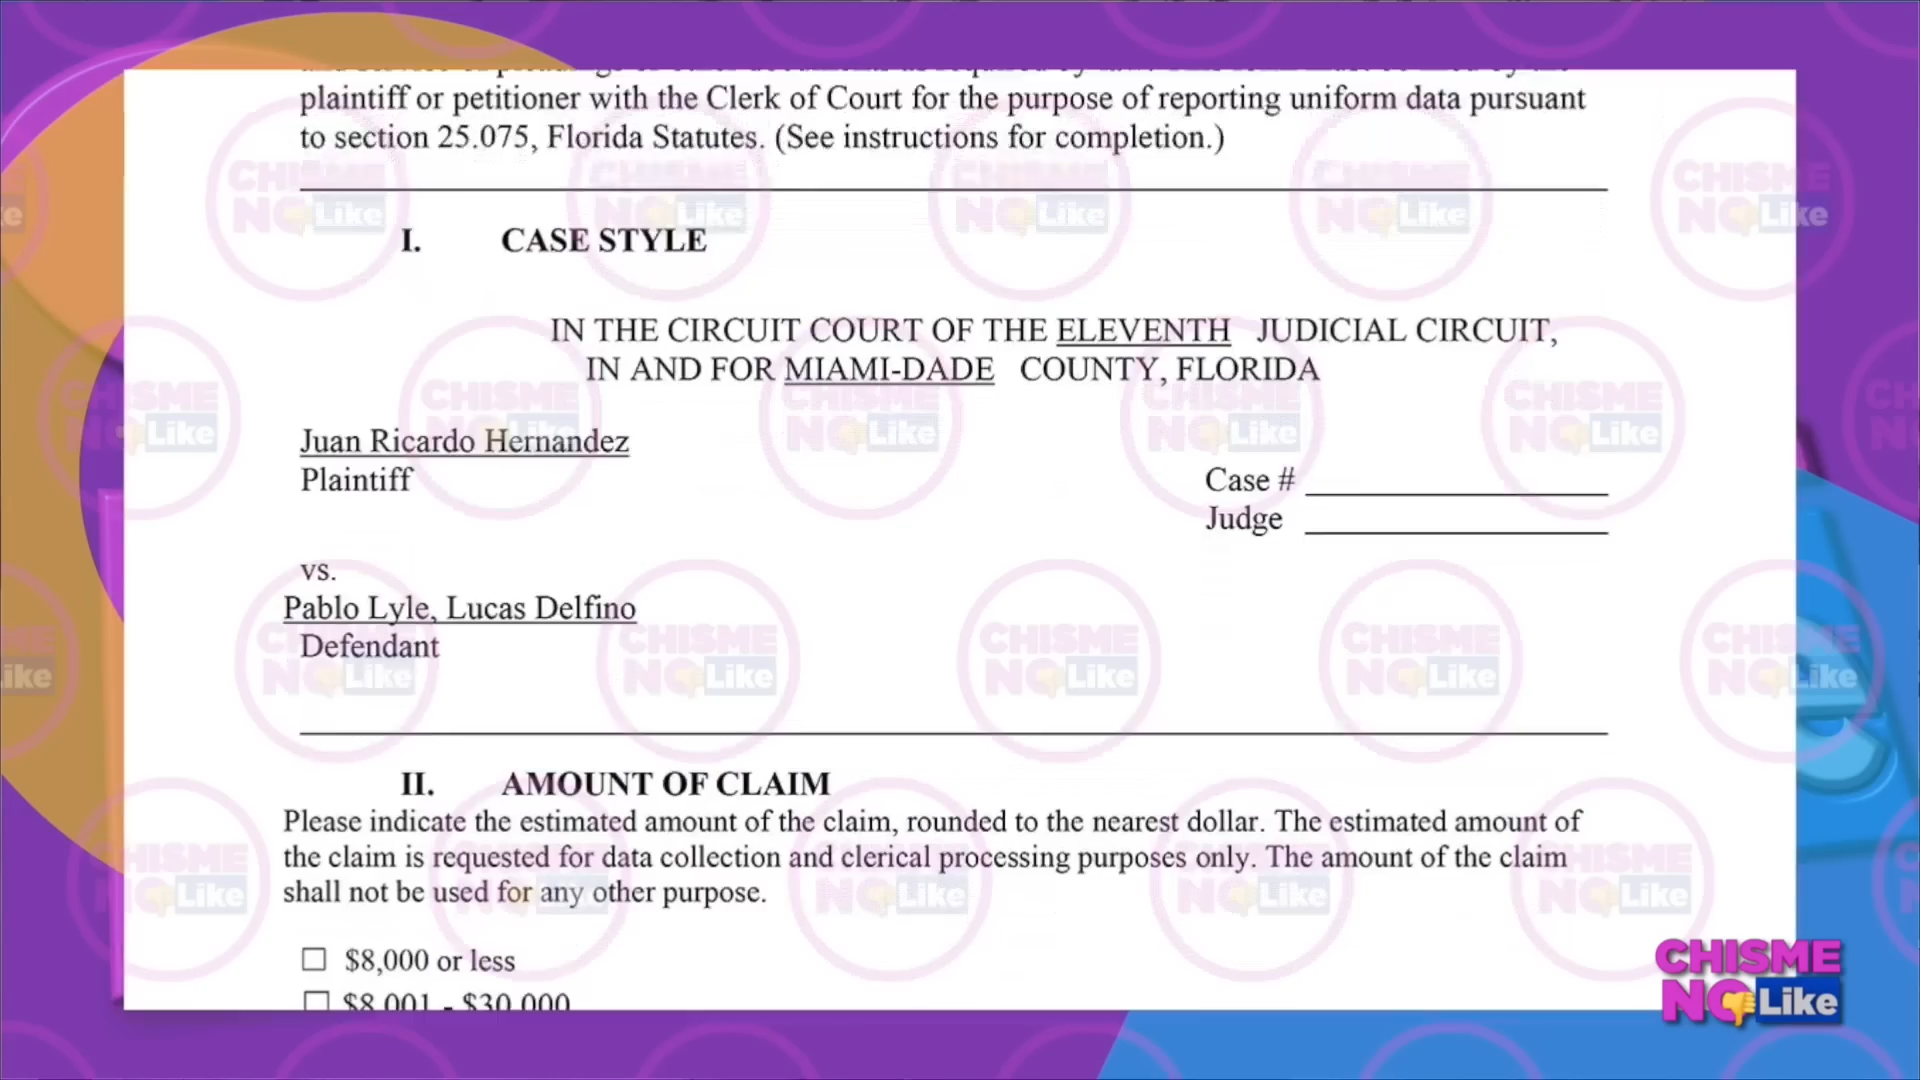 plaintiff or petitioner with the Clerk of Court for the purpose of reporting uniform data pursuant
to section 25.075, Florida Statutes. (See instructions for completion.)
I. CASE STYLE
IN THE CIRCUIT COURT OF THE ELEVENTH JUDICIAL CIRCUIT,
IN AND FOR MIAMI-DADE COUNTY, FLORIDA
Juan Ricardo Hernandez
Plaintiff
Case #
Judge
vs.
Pablo Lyle, Lucas Delfino
Defendant
II. AMOUNT OF CLAIM
Please indicate the estimated amount of the claim, rounded to the nearest dollar. The estimated amount of
the claim is requested for data collection and clerical processing purposes only. The amount of the claim
shall not be used for any other purpose.
$8,000 or less
$8,001 - $30,000
CHISME
NO Like